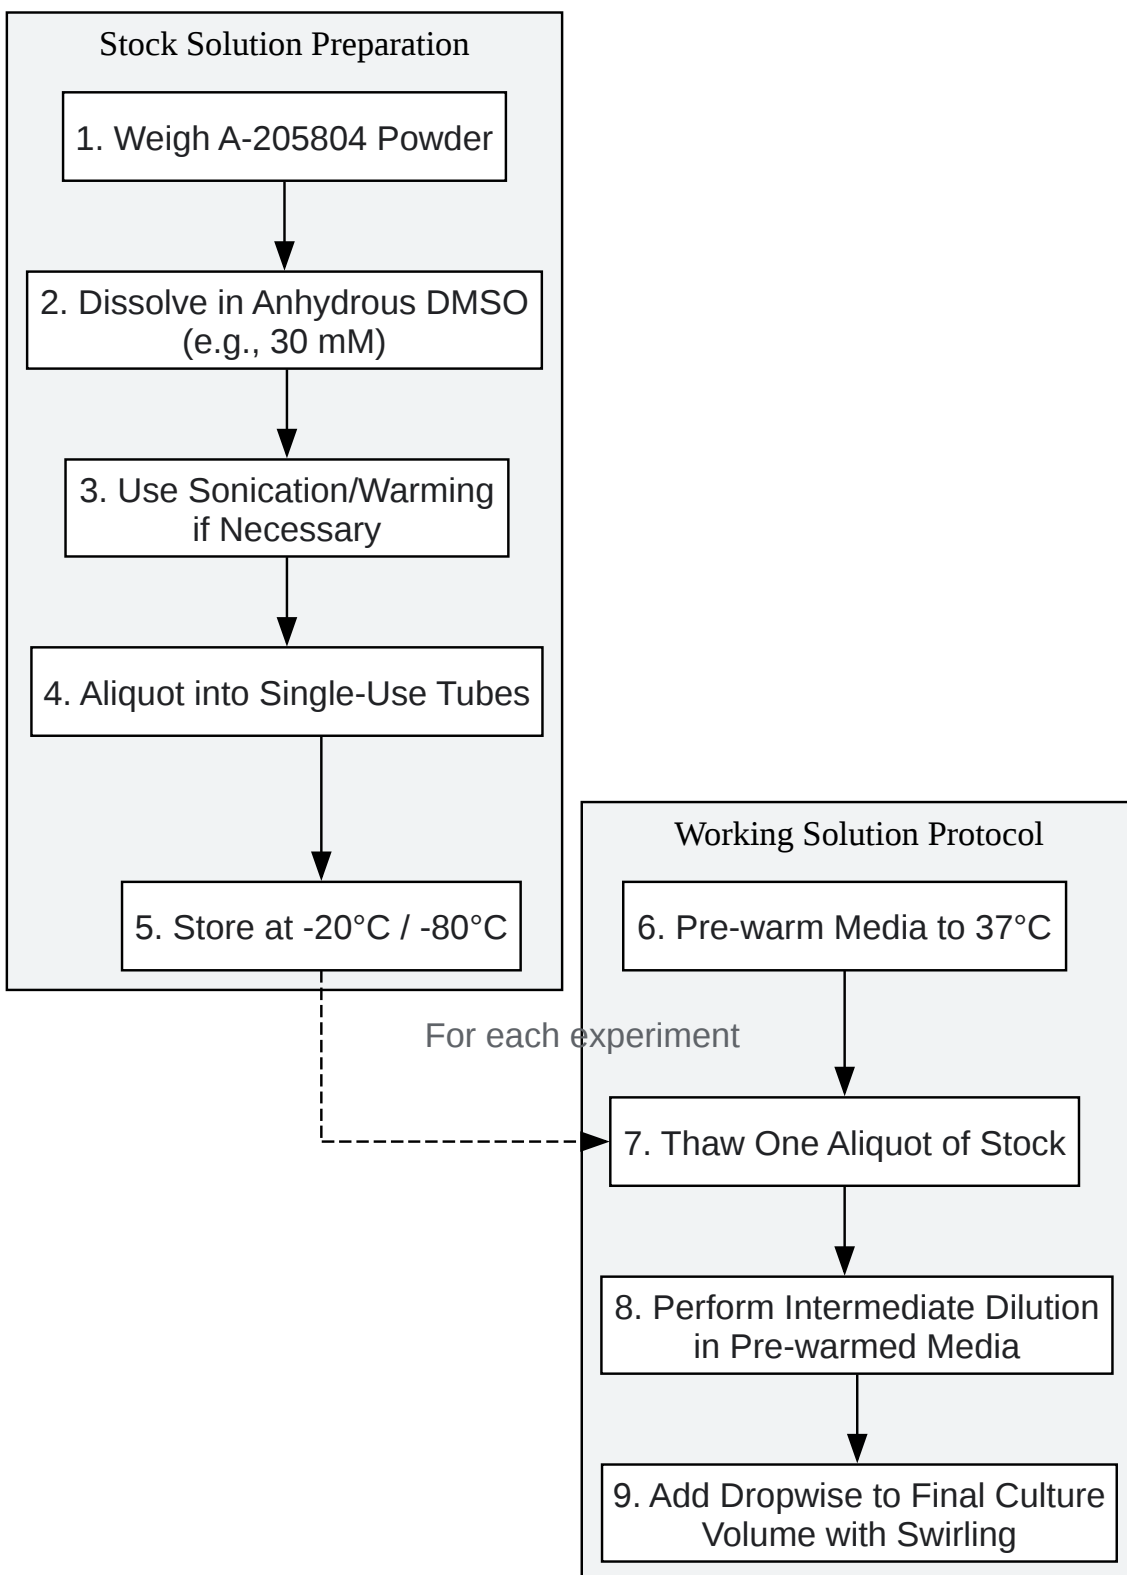 Stock Solution Preparation
1. Weigh A-205804 Powder
2. Dissolve in Anhydrous DMSO
(e.g., 30 mM)
3. Use Sonication/Warming
if Necessary
4. Aliquot into Single-Use Tubes
5. Store at -20°C / -80°C
For each experiment
Working Solution Protocol
6. Pre-warm Media to 37°C
7. Thaw One Aliquot of Stock
8. Perform Intermediate Dilution
in Pre-warmed Media
9. Add Dropwise to Final Culture
Volume with Swirling